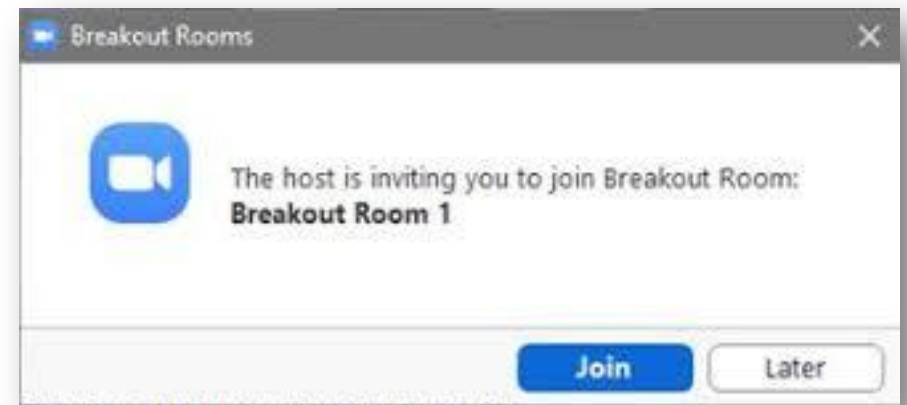 Breakout Rooms
The host is inviting you to join Breakout Room:
Breakout Room 1
Join
Later